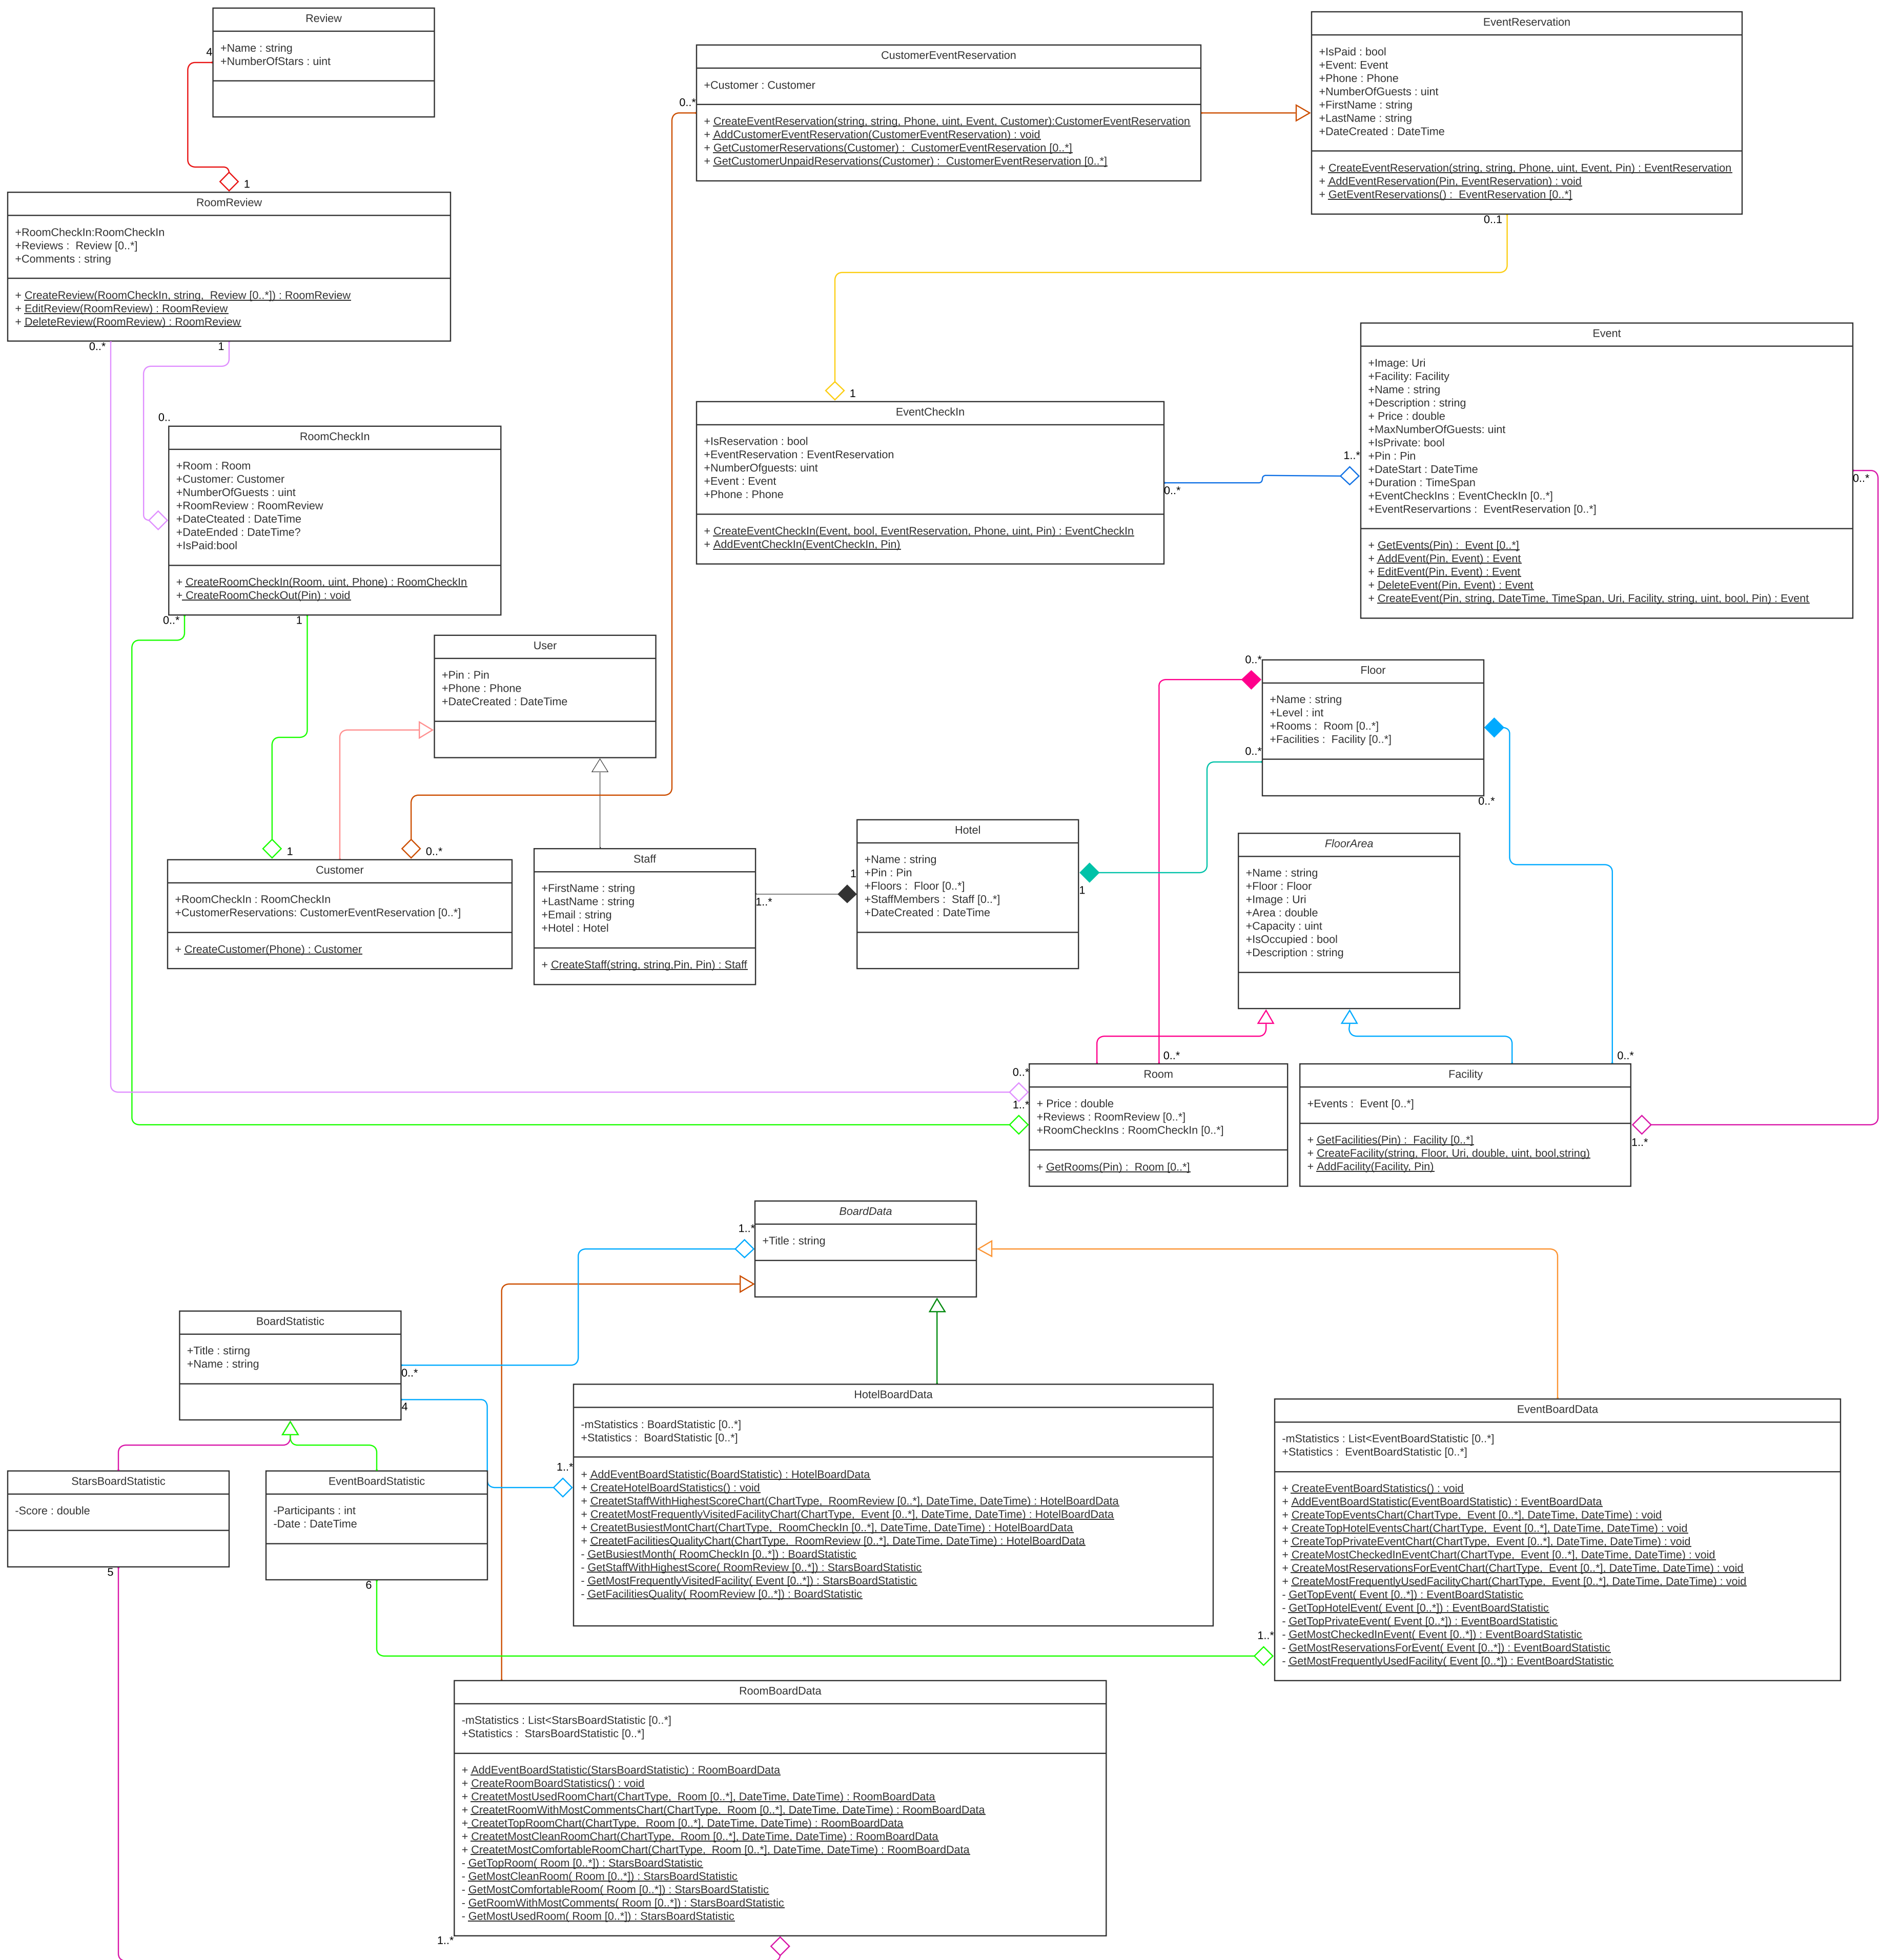 Review
+Name : string
+NumberOfStars : uint
4
1
RoomReview
+RoomCheckIn:RoomCheckIn
+Reviews :  Review [0..*]
+Comments : string
+ CreateReview(RoomCheckIn, string,  Review [0..*]) : RoomReview
+ EditReview(RoomReview) : RoomReview
+ DeleteReview(RoomReview) : RoomReview
0..*
1
CustomerEventReservation
+Customer : Customer
0..*
+ CreateEventReservation(string, string, Phone, uint, Event, Customer):CustomerEventReservation
+ AddCustomerEventReservation(CustomerEventReservation) : void
+ GetCustomerReservations(Customer) :  CustomerEventReservation [0..*]
+ GetCustomerUnpaidReservations(Customer) :  CustomerEventReservation [0..*]
EventReservation
+IsPaid : bool
+Event: Event
+Phone : Phone
+NumberOfGuests : uint
+FirstName : string
+LastName : string
+DateCreated : DateTime
+ CreateEventReservation(string, string, Phone, uint, Event, Pin) : EventReservation
+ AddEventReservation(Pin, EventReservation) : void
+ GetEventReservations() :  EventReservation [0..*]
0..1
1
EventCheckIn
+IsReservation : bool
+EventReservation : EventReservation
+NumberOfguests: uint
+Event : Event
+Phone : Phone
+ CreateEventCheckIn(Event, bool, EventReservation, Phone, uint, Pin) : EventCheckIn
+ AddEventCheckIn(EventCheckIn, Pin)
0..*
1..*
Event
+Image: Uri
+Facility: Facility
+Name : string
+Description : string
+ Price : double
+MaxNumberOfGuests: uint
+IsPrivate: bool
+Pin : Pin
+DateStart : DateTime
+Duration : TimeSpan
+EventCheckIns : EventCheckIn [0..*]
+EventReservartions :  EventReservation [0..*]
+ GetEvents(Pin) :  Event [0..*]
+ AddEvent(Pin, Event) : Event
+ EditEvent(Pin, Event) : Event
+ DeleteEvent(Pin, Event) : Event
+ CreateEvent(Pin, string, DateTime, TimeSpan, Uri, Facility, string, uint, bool, Pin) : Event
0..*
0..
RoomCheckIn
+Room : Room
+Customer: Customer
+NumberOfGuests : uint
+RoomReview : RoomReview
+DateCteated : DateTime
+DateEnded : DateTime?
+IsPaid:bool
+ CreateRoomCheckIn(Room, uint, Phone) : RoomCheckIn
+ CreateRoomCheckOut(Pin) : void
0..*
1
User
+Pin : Pin
+Phone : Phone
+DateCreated : DateTime
1
0..*
Customer
+RoomCheckIn : RoomCheckIn
+CustomerReservations: CustomerEventReservation [0..*]
+ CreateCustomer(Phone) : Customer
Staff
+FirstName : string
+LastName : string
+Email : string
+Hotel : Hotel
+ CreateStaff(string, string,Pin, Pin) : Staff
1..*
1
Hotel
+Name : string
+Pin : Pin
+Floors :  Floor [0..*]
+StaffMembers :  Staff [0..*]
+DateCreated : DateTime
1
0..*
Floor
+Name : string
+Level : int
+Rooms :  Room [0..*]
+Facilities :  Facility [0..*]
0..*
0..*
FloorArea
+Name : string
+Floor : Floor
+Image : Uri
+Area : double
+Capacity : uint
+IsOccupied : bool
+Description : string
0..*
0..*
0..*
1..*
Room
+ Price : double
+Reviews : RoomReview [0..*]
+RoomCheckIns : RoomCheckIn [0..*]
+ GetRooms(Pin) :  Room [0..*]
Facility
+Events :  Event [0..*]
+ GetFacilities(Pin) :  Facility [0..*]
+ CreateFacility(string, Floor, Uri, double, uint, bool,string)
+ AddFacility(Facility, Pin)
1..*
BoardData
+Title : string
1..*
BoardStatistic
+Title : stirng
+Name : string
0..*
4
StarsBoardStatistic
-Score : double
5
EventBoardStatistic
-Participants : int
-Date : DateTime
6
1..*
HotelBoardData
-mStatistics : BoardStatistic [0..*]
+Statistics :  BoardStatistic [0..*]
+ AddEventBoardStatistic(BoardStatistic) : HotelBoardData
+ CreateHotelBoardStatistics() : void
+ CreatetStaffWithHighestScoreChart(ChartType,  RoomReview [0..*], DateTime, DateTime) : HotelBoardData
+ CreatetMostFrequentlyVisitedFacilityChart(ChartType,  Event [0..*], DateTime, DateTime) : HotelBoardData
+ CreatetBusiestMontChart(ChartType,  RoomCheckIn [0..*], DateTime, DateTime) : HotelBoardData
+ CreatetFacilitiesQualityChart(ChartType,  RoomReview [0..*], DateTime, DateTime) : HotelBoardData
- GetBusiestMonth( RoomCheckIn [0..*]) : BoardStatistic
- GetStaffWithHighestScore( RoomReview [0..*]) : StarsBoardStatistic
- GetMostFrequentlyVisitedFacility( Event [0..*]) : StarsBoardStatistic
- GetFacilitiesQuality( RoomReview [0..*]) : BoardStatistic
EventBoardData
-mStatistics : List<EventBoardStatistic [0..*]
+Statistics :  EventBoardStatistic [0..*]
+ CreateEventBoardStatistics() : void
+ AddEventBoardStatistic(EventBoardStatistic) : EventBoardData
+ CreateTopEventsChart(ChartType,  Event [0..*], DateTime, DateTime) : void
+ CreateTopHotelEventsChart(ChartType,  Event [0..*], DateTime, DateTime) : void
+ CreateTopPrivateEventChart(ChartType,  Event [0..*], DateTime, DateTime) : void
+ CreateMostCheckedInEventChart(ChartType,  Event [0..*], DateTime, DateTime) : void
+ CreateMostReservationsForEventChart(ChartType,  Event [0..*], DateTime, DateTime) : void
+ CreateMostFrequentlyUsedFacilityChart(ChartType,  Event [0..*], DateTime, DateTime) : void
- GetTopEvent( Event [0..*]) : EventBoardStatistic
- GetTopHotelEvent( Event [0..*]) : EventBoardStatistic
- GetTopPrivateEvent( Event [0..*]) : EventBoardStatistic
- GetMostCheckedInEvent( Event [0..*]) : EventBoardStatistic
- GetMostReservationsForEvent( Event [0..*]) : EventBoardStatistic
- GetMostFrequentlyUsedFacility( Event [0..*]) : EventBoardStatistic
1..*
RoomBoardData
-mStatistics : List<StarsBoardStatistic [0..*]
+Statistics :  StarsBoardStatistic [0..*]
+ AddEventBoardStatistic(StarsBoardStatistic) : RoomBoardData
+ CreateRoomBoardStatistics() : void
+ CreatetMostUsedRoomChart(ChartType,  Room [0..*], DateTime, DateTime) : RoomBoardData
+ CreatetRoomWithMostCommentsChart(ChartType,  Room [0..*], DateTime, DateTime) : RoomBoardData
+ CreatetTopRoomChart(ChartType,  Room [0..*], DateTime, DateTime) : RoomBoardData
+ CreatetMostCleanRoomChart(ChartType,  Room [0..*], DateTime, DateTime) : RoomBoardData
+ CreatetMostComfortableRoomChart(ChartType,  Room [0..*], DateTime, DateTime) : RoomBoardData
- GetTopRoom( Room [0..*]) : StarsBoardStatistic
- GetMostCleanRoom( Room [0..*]) : StarsBoardStatistic
- GetMostComfortableRoom( Room [0..*]) : StarsBoardStatistic
- GetRoomWithMostComments( Room [0..*]) : StarsBoardStatistic
- GetMostUsedRoom( Room [0..*]) : StarsBoardStatistic
1..*